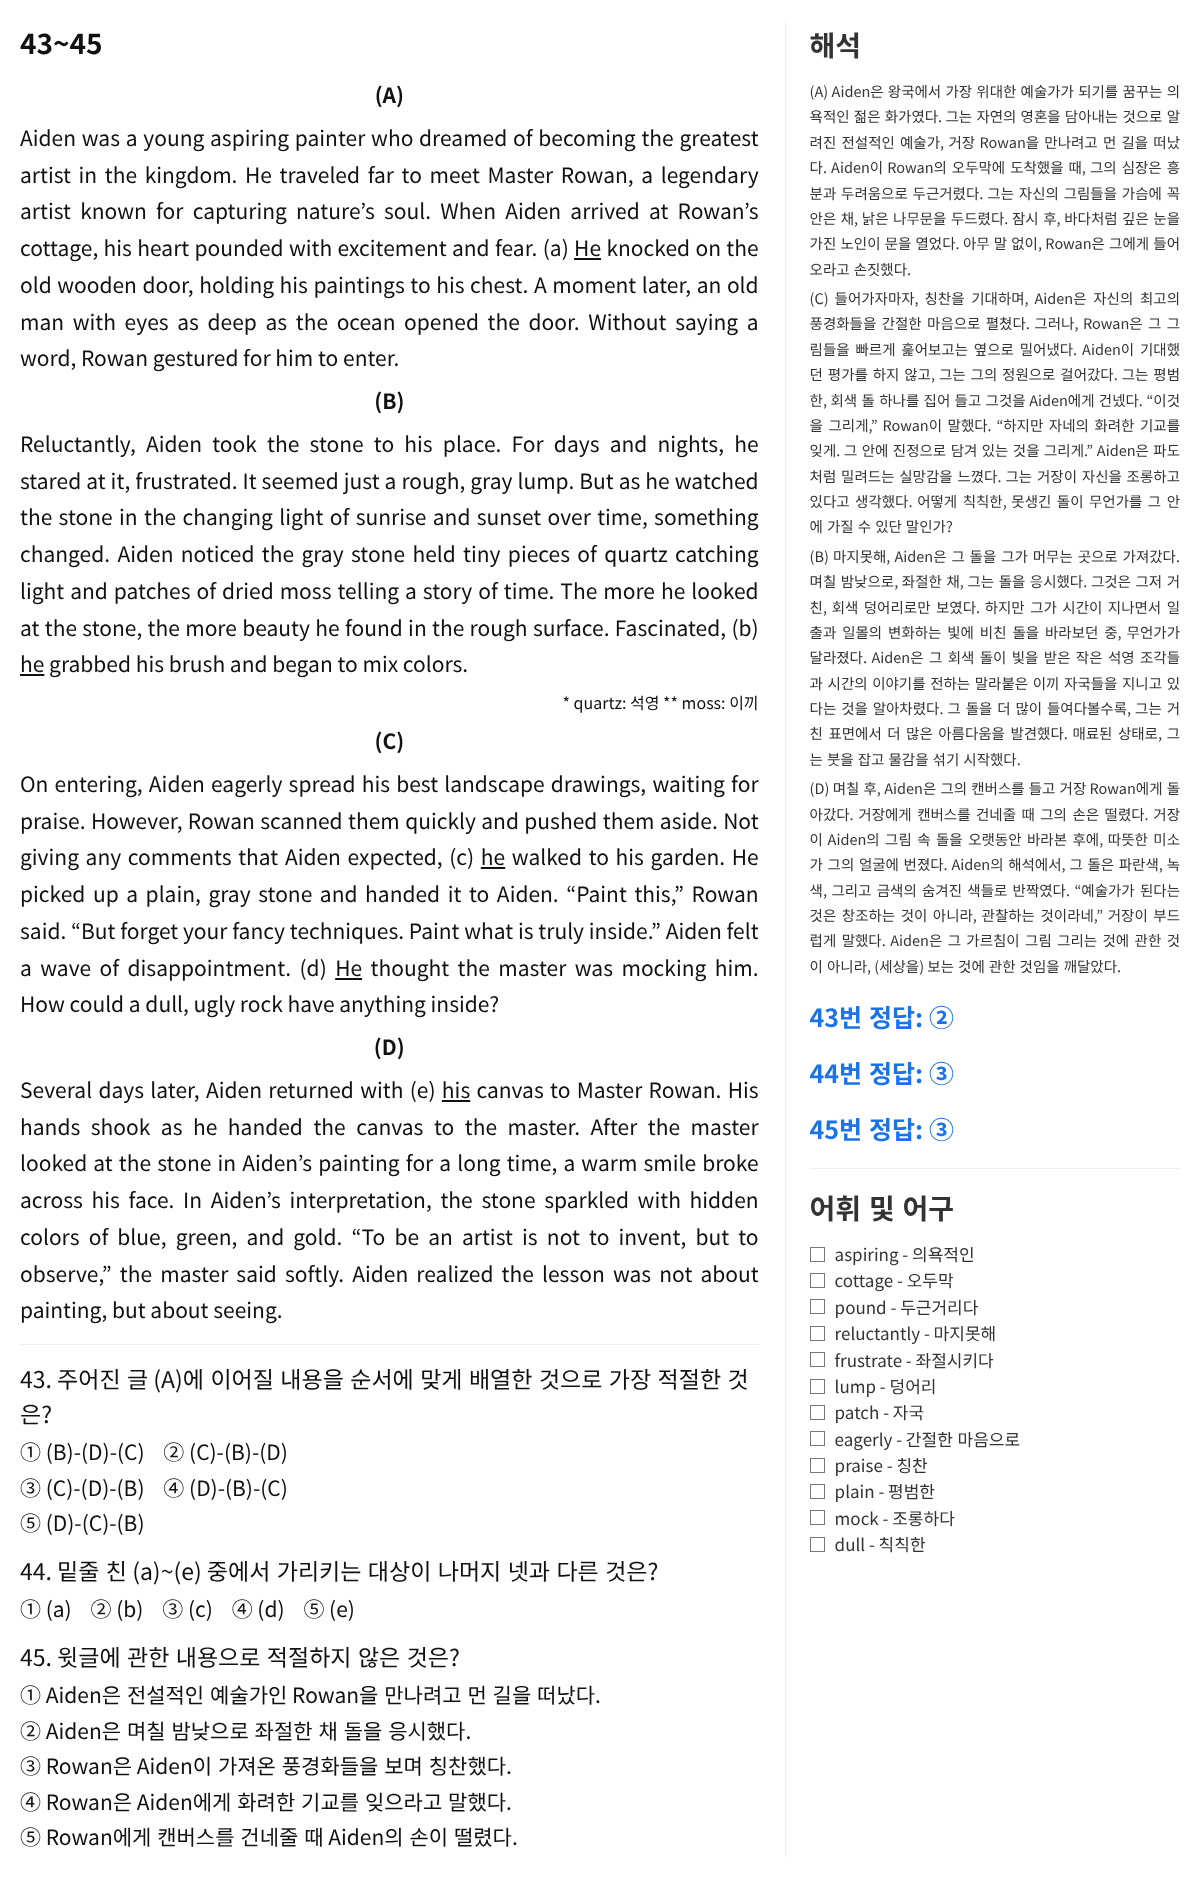 43~45
(A)
Aiden was a young aspiring painter who dreamed of becoming the greatest
artist in the kingdom. He traveled far to meet Master Rowan, a legendary
artist known for capturing nature’s soul. When Aiden arrived at Rowan’s
cottage, his heart pounded with excitement and fear. (a) He knocked on the
old wooden door, holding his paintings to his chest. A moment later, an old
man with eyes as deep as the ocean opened the door. Without saying a
word, Rowan gestured for him to enter.
(B)
Reluctantly, Aiden took the stone to his place. For days and nights, he
stared at it, frustrated. It seemed just a rough, gray lump. But as he watched
the stone in the changing light of sunrise and sunset over time, something
changed. Aiden noticed the gray stone held tiny pieces of quartz catching
light and patches of dried moss telling a story of time. The more he looked
at the stone, the more beauty he found in the rough surface. Fascinated, (b)
he grabbed his brush and began to mix colors.
* quartz: 석영 ** moss: 이끼
(C)
On entering, Aiden eagerly spread his best landscape drawings, waiting for
praise. However, Rowan scanned them quickly and pushed them aside. Not
giving any comments that Aiden expected, (c) he walked to his garden. He
picked up a plain, gray stone and handed it to Aiden. “Paint this,” Rowan
said. “But forget your fancy techniques. Paint what is truly inside.” Aiden felt
a wave of disappointment. (d) He thought the master was mocking him.
How could a dull, ugly rock have anything inside?
(D)
Several days later, Aiden returned with (e) his canvas to Master Rowan. His
hands shook as he handed the canvas to the master. After the master
looked at the stone in Aiden’s painting for a long time, a warm smile broke
across his face. In Aiden’s interpretation, the stone sparkled with hidden
colors of blue, green, and gold. “To be an artist is not to invent, but to
observe,” the master said softly. Aiden realized the lesson was not about
painting, but about seeing.
43. 주어진 글 (A)에 이어질 내용을 순서에 맞게 배열한 것으로 가장 적절한 것
은?
① (B)-(D)-(C) ② (C)-(B)-(D)
③ (C)-(D)-(B) ④ (D)-(B)-(C)
⑤ (D)-(C)-(B)
44. 밑줄 친 (a)~(e) 중에서 가리키는 대상이 나머지 넷과 다른 것은?
① (a) ② (b) ③ (c) ④ (d) ⑤ (e)
45. 윗글에 관한 내용으로 적절하지 않은 것은?
① Aiden은 전설적인 예술가인 Rowan을 만나려고 먼 길을 떠났다.
② Aiden은 며칠 밤낮으로 좌절한 채 돌을 응시했다.
③ Rowan은 Aiden이 가져온 풍경화들을 보며 칭찬했다.
④ Rowan은 Aiden에게 화려한 기교를 잊으라고 말했다.
⑤ Rowan에게 캔버스를 건네줄 때 Aiden의 손이 떨렸다.
해석
(A) Aiden은 왕국에서 가장 위대한 예술가가 되기를 꿈꾸는 의
욕적인 젊은 화가였다. 그는 자연의 영혼을 담아내는 것으로 알
려진 전설적인 예술가, 거장 Rowan을 만나려고 먼 길을 떠났
다. Aiden이 Rowan의 오두막에 도착했을 때, 그의 심장은 흥
분과 두려움으로 두근거렸다. 그는 자신의 그림들을 가슴에 꼭
안은 채, 낡은 나무문을 두드렸다. 잠시 후, 바다처럼 깊은 눈을
가진 노인이 문을 열었다. 아무 말 없이, Rowan은 그에게 들어
오라고 손짓했다.
(C) 들어가자마자, 칭찬을 기대하며, Aiden은 자신의 최고의
풍경화들을 간절한 마음으로 펼쳤다. 그러나, Rowan은 그 그
림들을 빠르게 훑어보고는 옆으로 밀어냈다. Aiden이 기대했
던 평가를 하지 않고, 그는 그의 정원으로 걸어갔다. 그는 평범
한, 회색 돌 하나를 집어 들고 그것을 Aiden에게 건넸다. “이것
을 그리게,” Rowan이 말했다. “하지만 자네의 화려한 기교를
잊게. 그 안에 진정으로 담겨 있는 것을 그리게.” Aiden은 파도
처럼 밀려드는 실망감을 느꼈다. 그는 거장이 자신을 조롱하고
있다고 생각했다. 어떻게 칙칙한, 못생긴 돌이 무언가를 그 안
에 가질 수 있단 말인가?
(B) 마지못해, Aiden은 그 돌을 그가 머무는 곳으로 가져갔다.
며칠 밤낮으로, 좌절한 채, 그는 돌을 응시했다. 그것은 그저 거
친, 회색 덩어리로만 보였다. 하지만 그가 시간이 지나면서 일
출과 일몰의 변화하는 빛에 비친 돌을 바라보던 중, 무언가가
달라졌다. Aiden은 그 회색 돌이 빛을 받은 작은 석영 조각들
과 시간의 이야기를 전하는 말라붙은 이끼 자국들을 지니고 있
다는 것을 알아차렸다. 그 돌을 더 많이 들여다볼수록, 그는 거
친 표면에서 더 많은 아름다움을 발견했다. 매료된 상태로, 그
는 붓을 잡고 물감을 섞기 시작했다.
(D) 며칠 후, Aiden은 그의 캔버스를 들고 거장 Rowan에게 돌
아갔다. 거장에게 캔버스를 건네줄 때 그의 손은 떨렸다. 거장
이 Aiden의 그림 속 돌을 오랫동안 바라본 후에, 따뜻한 미소
가 그의 얼굴에 번졌다. Aiden의 해석에서, 그 돌은 파란색, 녹
색, 그리고 금색의 숨겨진 색들로 반짝였다. “예술가가 된다는
것은 창조하는 것이 아니라, 관찰하는 것이라네,” 거장이 부드
럽게 말했다. Aiden은 그 가르침이 그림 그리는 것에 관한 것
이 아니라, (세상을) 보는 것에 관한 것임을 깨달았다.
43번 정답: ②
44번 정답: ③
45번 정답: ③
어휘 및 어구
☐ aspiring - 의욕적인
☐ cottage - 오두막
☐ pound - 두근거리다
☐ reluctantly - 마지못해
☐ frustrate - 좌절시키다
☐ lump - 덩어리
☐ patch - 자국
☐ eagerly - 간절한 마음으로
☐ praise - 칭찬
☐ plain - 평범한
☐ mock - 조롱하다
☐ dull - 칙칙한